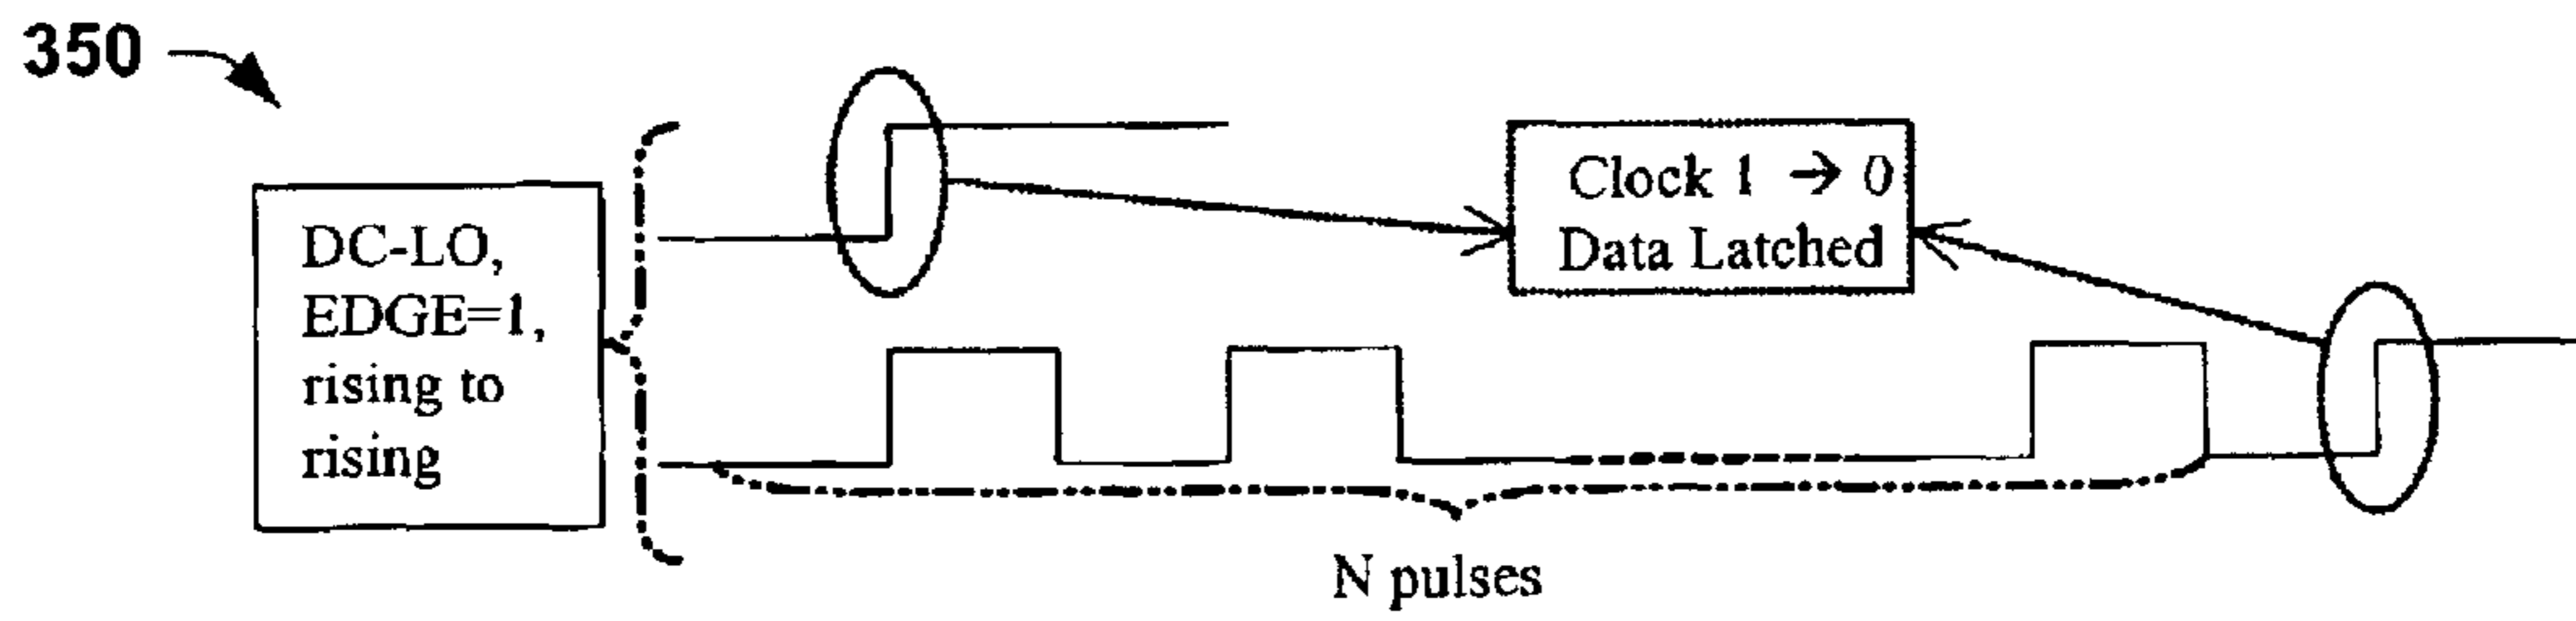 350
DC-LO,
EDGE=1,
rising to
rising
Clock 1 → 0
Data Latched
N pulses